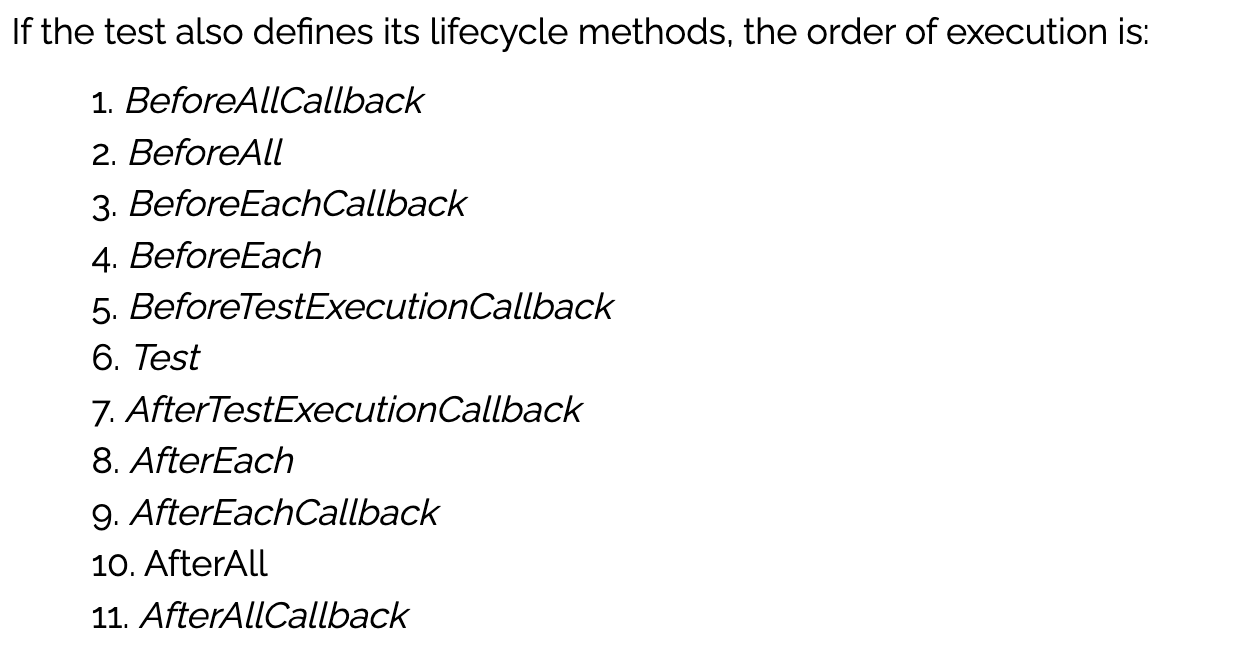 If the test also defines its lifecycle methods, the order of execution is:
1. BeforeAllCallback
2. BeforeAll
3. BeforeEachCallback
4. BeforeEach
5. BeforeTestExecutionCallback
6. Test
7. AfterTestExecutionCallback
8. AfterEach
9. AfterEachCallback
10. AfterAll
11. AfterAllCallback